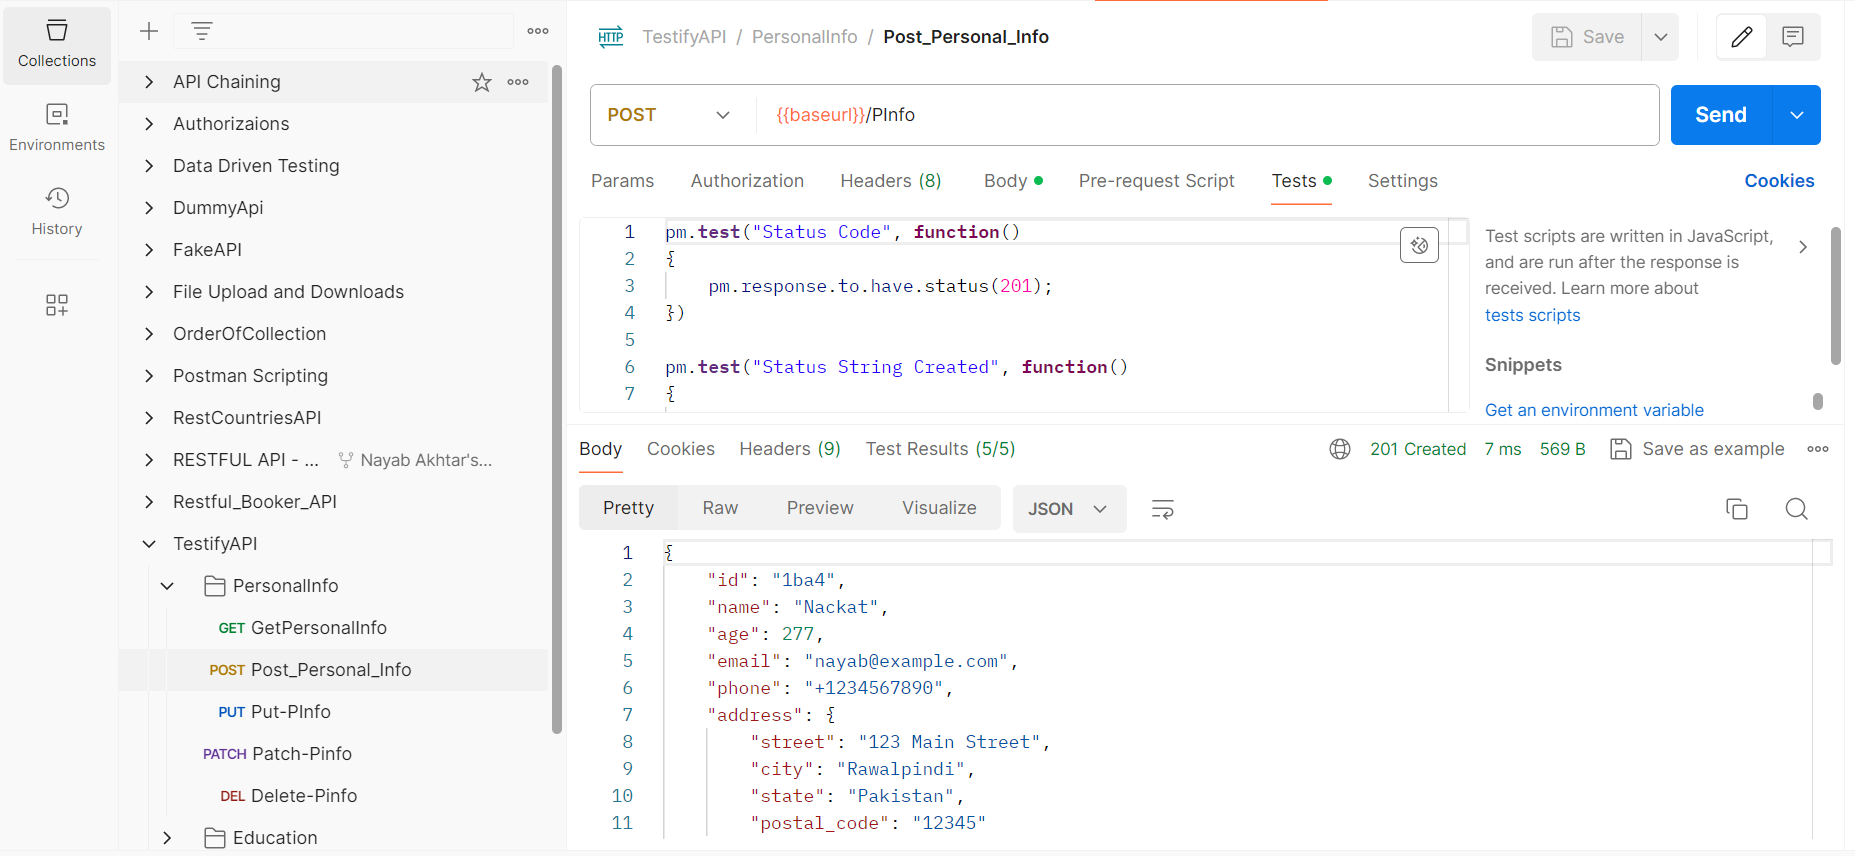 Collections
Environments
History
API Chaining
Authorizaions
Data Driven Testing
DummyApi
FakeAPI
File Upload and Downloads
OrderOfCollection
Postman Scripting
RestCountriesAPI
RESTFUL API - ... Nayab Akhtar's...
Restful_Booker_API
TestifyAPI
PersonalInfo
GET GetPersonalInfo
POST Post_Personal_Info
PUT Put-PInfo
PATCH Patch-Pinfo
DEL Delete-Pinfo
Education
HTTP TestifyAPI / PersonalInfo / Post_Personal_Info
Save
POST {{baseurl}}/PInfo
Send
Params Authorization Headers (8) Body Pre-request Script Tests Settings Cookies
1 pm.test("Status Code", function()
2 {
3 pm.response.to.have.status(201);
4 })
5
6 pm.test("Status String Created", function()
7 {
Test scripts are written in JavaScript,
and are run after the response is
received. Learn more about
tests scripts
Snippets
Get an environment variable
Body Cookies Headers (9) Test Results (5/5) 201 Created 7 ms 569 B Save as example
Pretty Raw Preview Visualize JSON
1 {
2 "id": "1ba4",
3 "name": "Nackat",
4 "age": 277,
5 "email": "nayab@example.com",
6 "phone": "+1234567890",
7 "address": {
8 "street": "123 Main Street",
9 "city": "Rawalpindi",
10 "state": "Pakistan",
11 "postal_code": "12345"